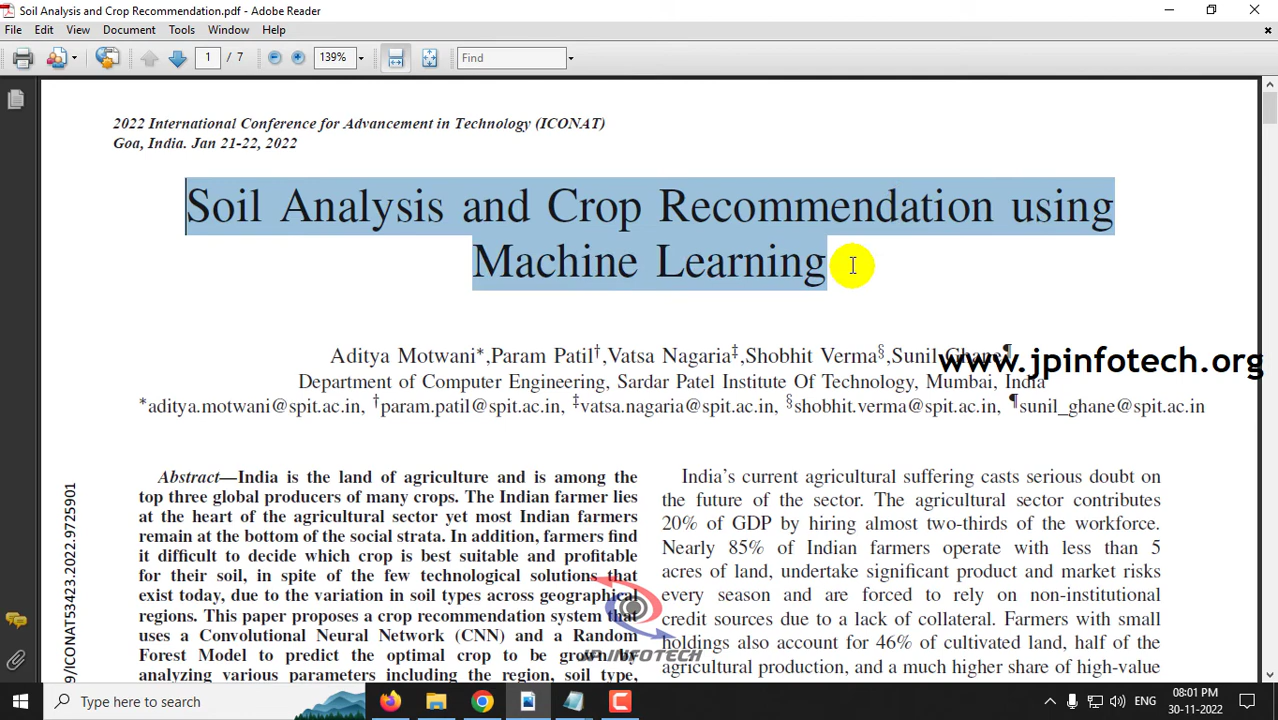 Soil Analysis and Crop Recommendation.pdf - Adobe Reader
File Edit View Document Tools Window Help
1 / 7 139% Find
2022 International Conference for Advancement in Technology (ICONAT)
Goa, India. Jan 21-22, 2022
Soil Analysis and Crop Recommendation using
Machine Learning
Aditya Motwani*,Param Patil†,Vatsa Nagaria‡,Shobhit Verma§,Sunil Ghane¶
www.jpinfotech.org
Department of Computer Engineering, Sardar Patel Institute Of Technology, Mumbai, India
*aditya.motwani@spit.ac.in, †param.patil@spit.ac.in, ‡vatsa.nagaria@spit.ac.in, §shobhit.verma@spit.ac.in, ¶sunil_ghane@spit.ac.in
Abstract—India is the land of agriculture and is among the
top three global producers of many crops. The Indian farmer lies
at the heart of the agricultural sector yet most Indian farmers
remain at the bottom of the social strata. In addition, farmers find
it difficult to decide which crop is best suitable and profitable
for their soil, in spite of the few technological solutions that
exist today, due to the variation in soil types across geographical
regions. This paper proposes a crop recommendation system that
uses a Convolutional Neural Network (CNN) and a Random
Forest Model to predict the optimal crop to be grown by
analyzing various parameters including the region, soil type,
India's current agricultural suffering casts serious doubt on
the future of the sector. The agricultural sector contributes
20% of GDP by hiring almost two-thirds of the workforce.
Nearly 85% of Indian farmers operate with less than 5
acres of land, undertake significant product and market risks
every season and are forced to rely on non-institutional
credit sources due to a lack of collateral. Farmers with small
holdings also account for 46% of cultivated land, half of the
agricultural production, and a much higher share of high-value
JP INFOTECH
9/ICONAT53423.2022.9725901
Type here to search
ENG
08:01 PM
30-11-2022